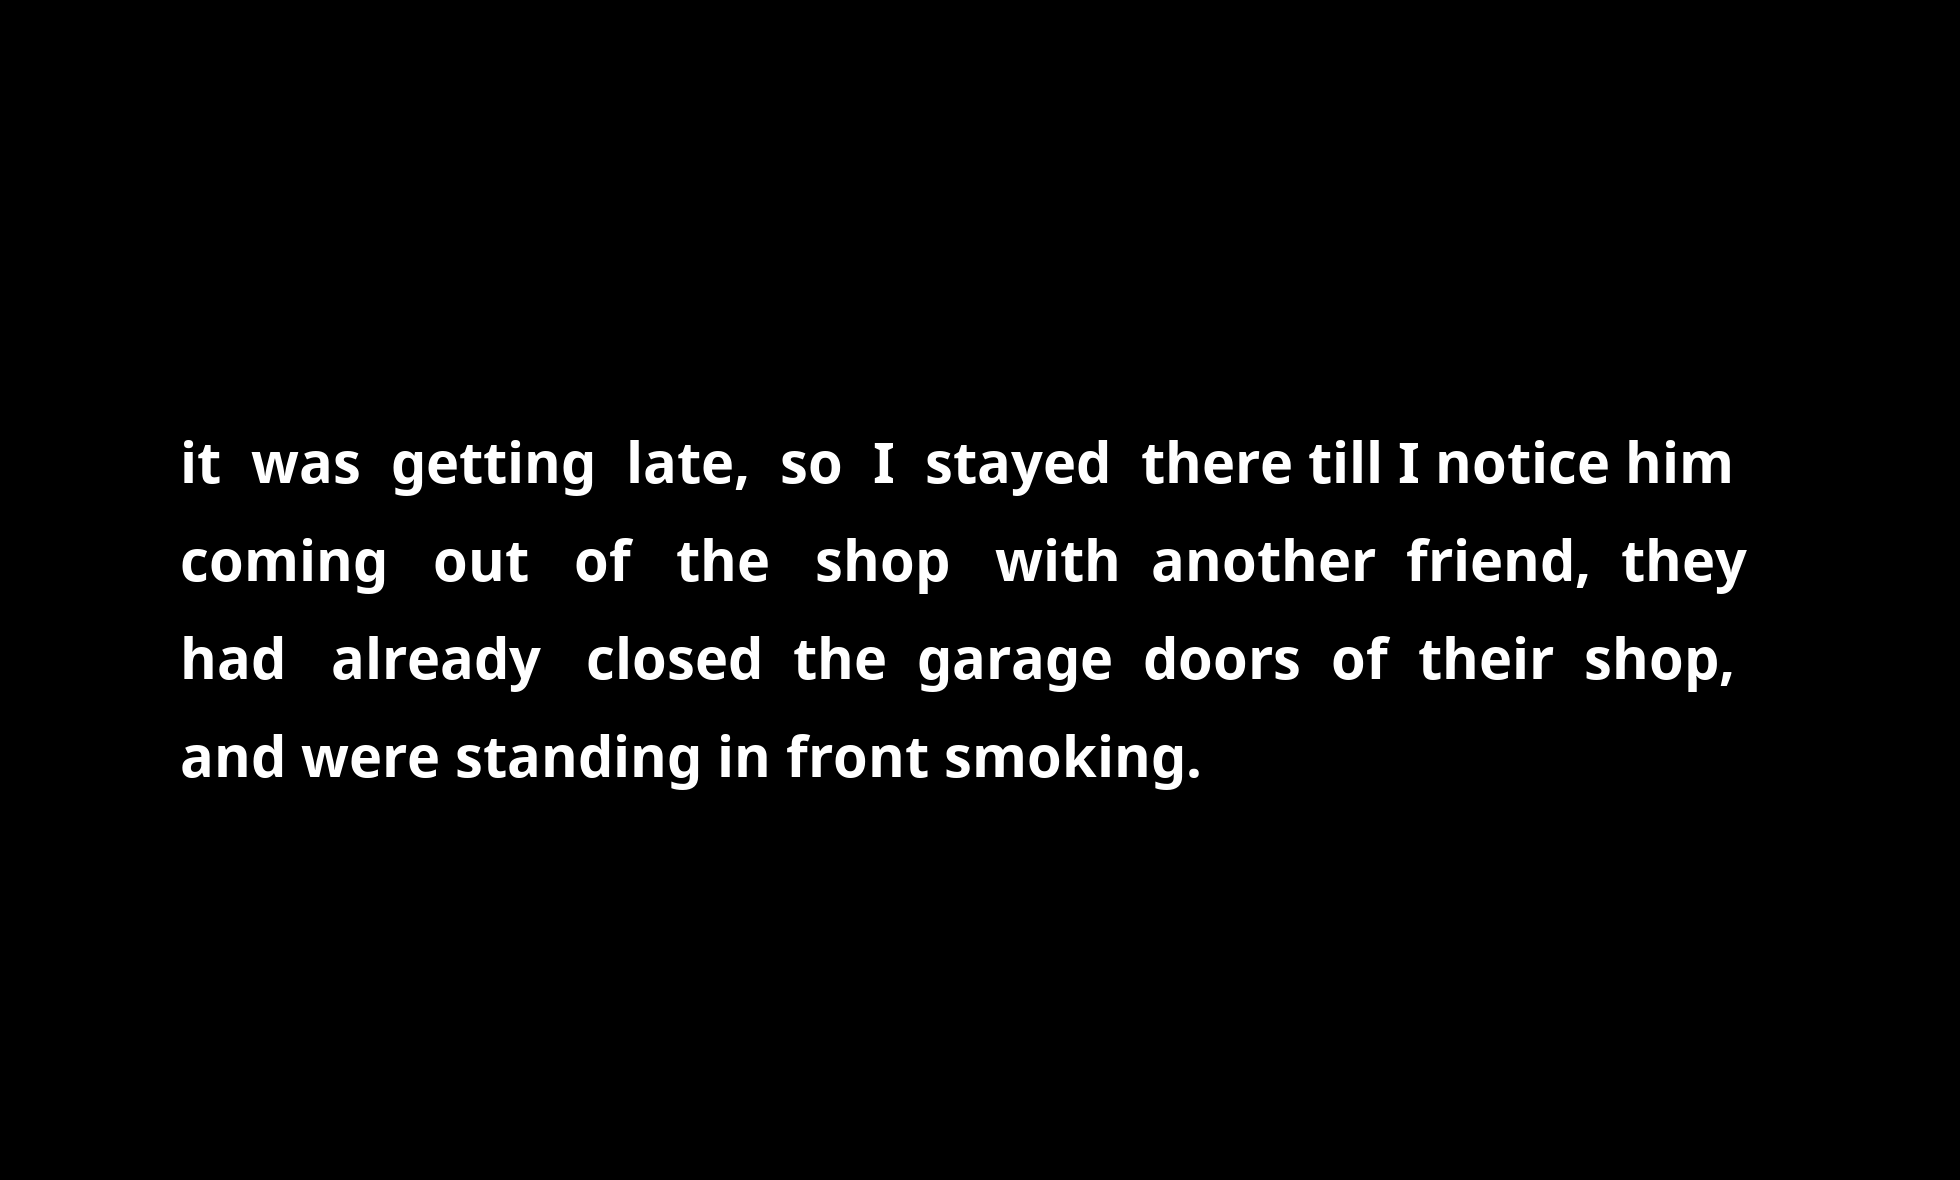 it was getting late, so I stayed there till I notice him
coming out of the shop with another friend, they
had already closed the garage doors of their shop,
and were standing in front smoking.